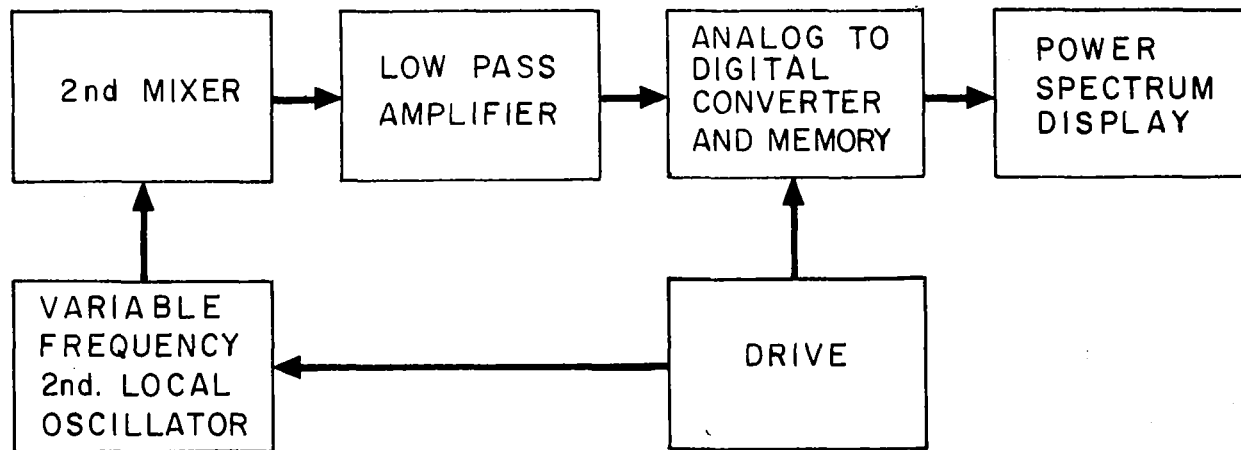 2nd MIXER
LOW PASS
AMPLIFIER
ANALOG TO
DIGITAL
CONVERTER
AND MEMORY
POWER
SPECTRUM
DISPLAY
VARIABLE
FREQUENCY
2nd. LOCAL
OSCILLATOR
DRIVE